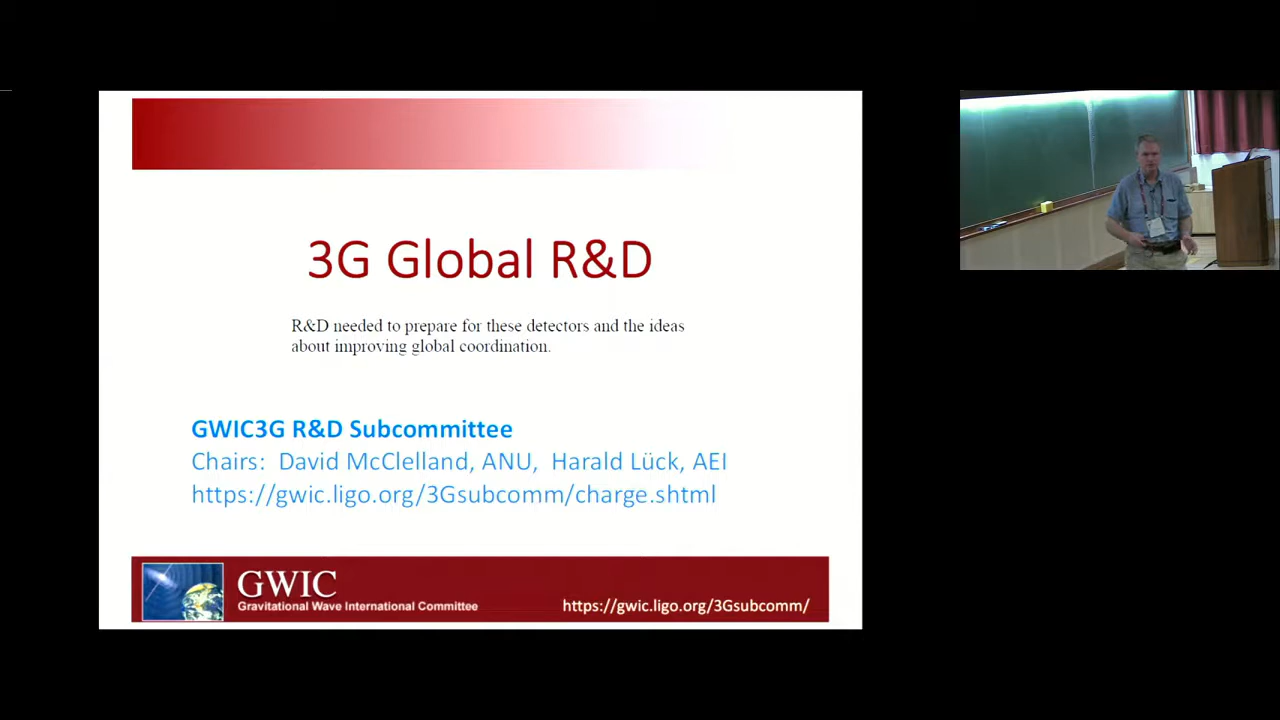 3G Global R&D
R&D needed to prepare for these detectors and the ideas
about improving global coordination.
GWIC3G R&D Subcommittee
Chairs: David McClelland, ANU, Harald Lück, AEI
https://gwic.ligo.org/3Gsubcomm/charge.shtml
GWIC
Gravitational Wave International Committee
https://gwic.ligo.org/3Gsubcomm/